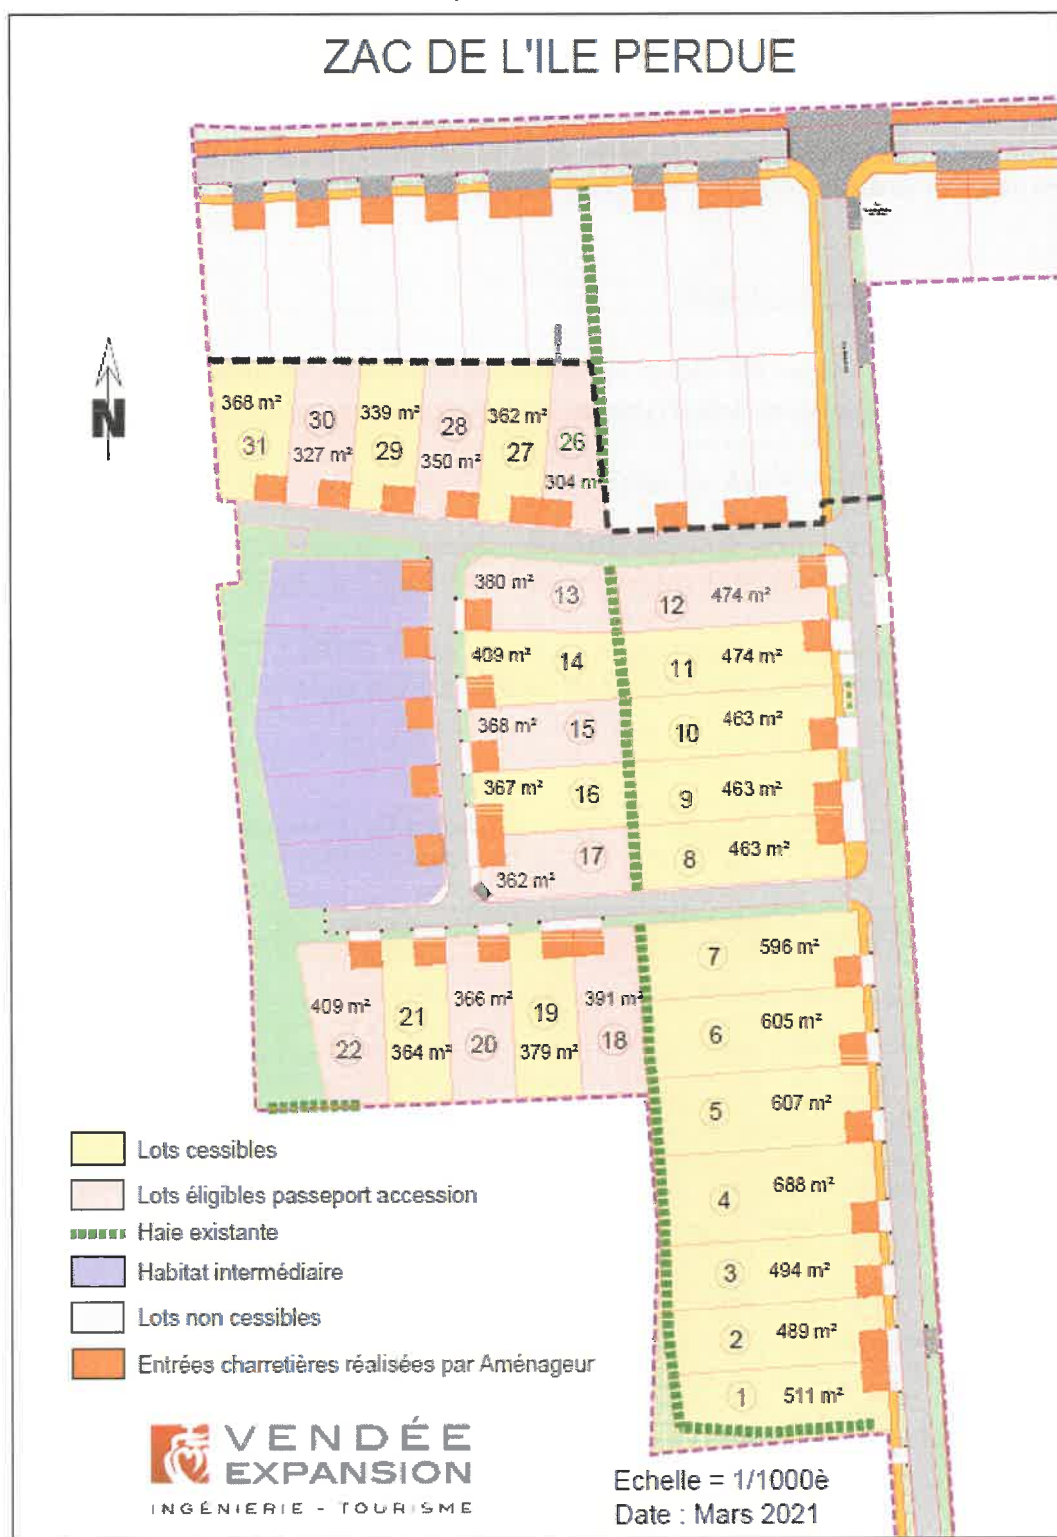 ZAC DE L'ILE PERDUE
N
368 m²
31
30
327 m²
339 m²
29
28
350 m²
362 m²
27
26
304 m²
380 m²
13
12
474 m²
409 m²
14
11
474 m²
368 m²
15
10
463 m²
367 m²
16
9
463 m²
17
362 m²
8
463 m²
7
596 m²
409 m²
22
21
364 m²
366 m²
20
19
379 m²
391 m²
18
6
605 m²
5
607 m²
4
688 m²
3
494 m²
2
489 m²
1
511 m²
Lots cessibles
Lots éligibles passeport accession
Haie existante
Habitat intermédiaire
Lots non cessibles
Entrées charretières réalisées par Aménageur
VENDÉE
EXPANSION
INGÉNIERIE - TOURISME
Echelle = 1/1000è
Date : Mars 2021